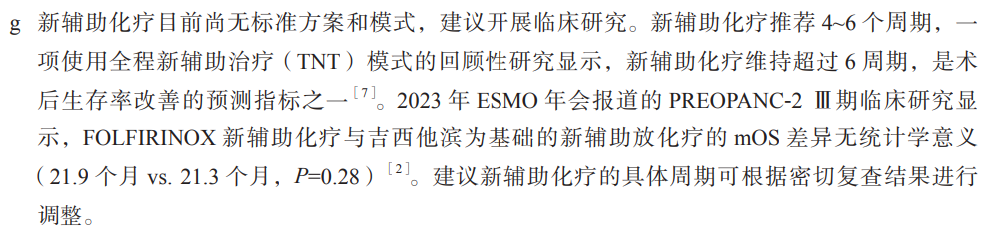 g 新辅助化疗目前尚无标准方案和模式，建议开展临床研究。新辅助化疗推荐 4~6 个周期，一
项使用全程新辅助治疗（TNT）模式的回顾性研究显示，新辅助化疗维持超过 6 周期，是术
后生存率改善的预测指标之一［7］。2023 年 ESMO 年会报道的 PREOPANC-2 Ⅲ期临床研究显
示，FOLFIRINOX 新辅助化疗与吉西他滨为基础的新辅助放化疗的 mOS 差异无统计学意义
（21.9 个月 vs. 21.3 个月，P=0.28）［2］。建议新辅助化疗的具体周期可根据密切复查结果进行
调整。